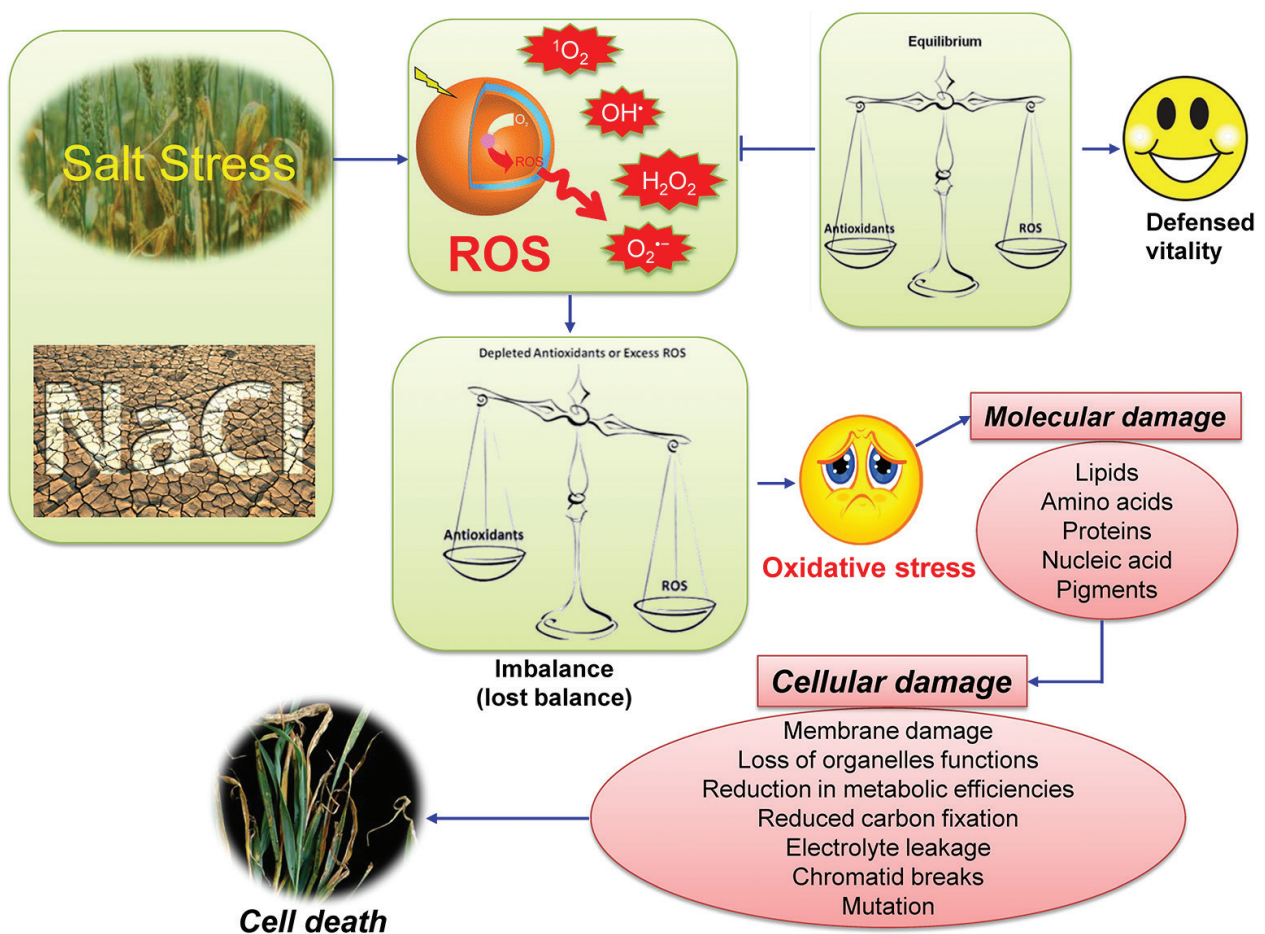 Salt Stress
NaCl
¹O₂
OH•
H₂O₂
O₂•−
O₂
ROS
ROS
Equilibrium
Antioxidants
ROS
Defensed
vitality
Depleted Antioxidants or Excess ROS
Antioxidants
ROS
Imbalance
(lost balance)
Oxidative stress
Molecular damage
Lipids
Amino acids
Proteins
Nucleic acid
Pigments
Cellular damage
Membrane damage
Loss of organelles functions
Reduction in metabolic efficiencies
Reduced carbon fixation
Electrolyte leakage
Chromatid breaks
Mutation
Cell death